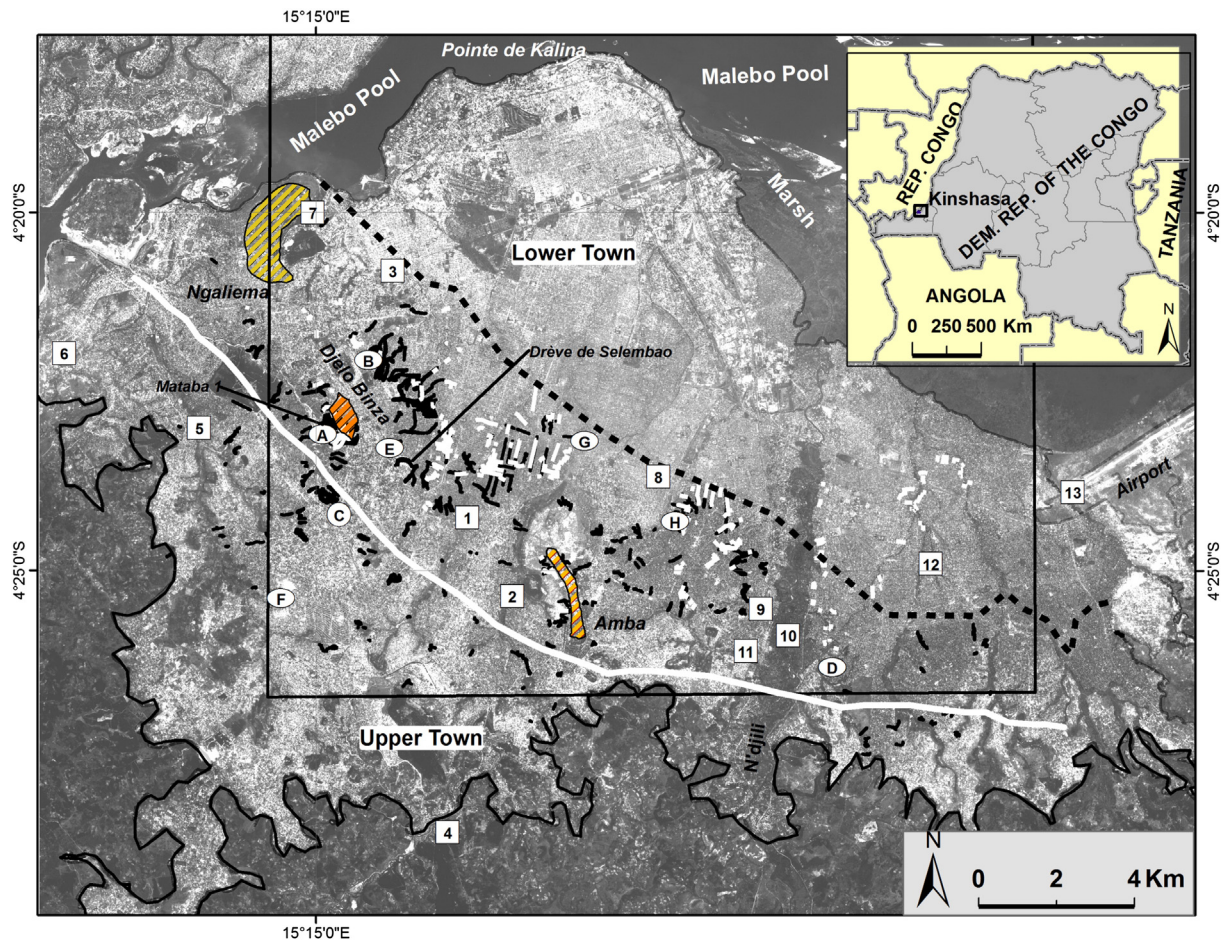 15°15'0"E
Pointe de Kalina
Malebo Pool
Malebo Pool
REP. CONGO
DEM. REP. OF THE CONGO
Kinshasa
TANZANIA
ANGOLA
N
0 250 500 Km
Marsh
4°20'0"S
4°20'0"S
7
Lower Town
3
Ngaliema
6
B
Djelo Binza
Drève de Selembao
Mataba 1
5
A
E
G
8
13
Airport
C
1
H
4°25'0"S
4°25'0"S
12
F
2
9
Amba
10
11
D
Upper Town
N'djili
4
N
0 2 4 Km
15°15'0"E